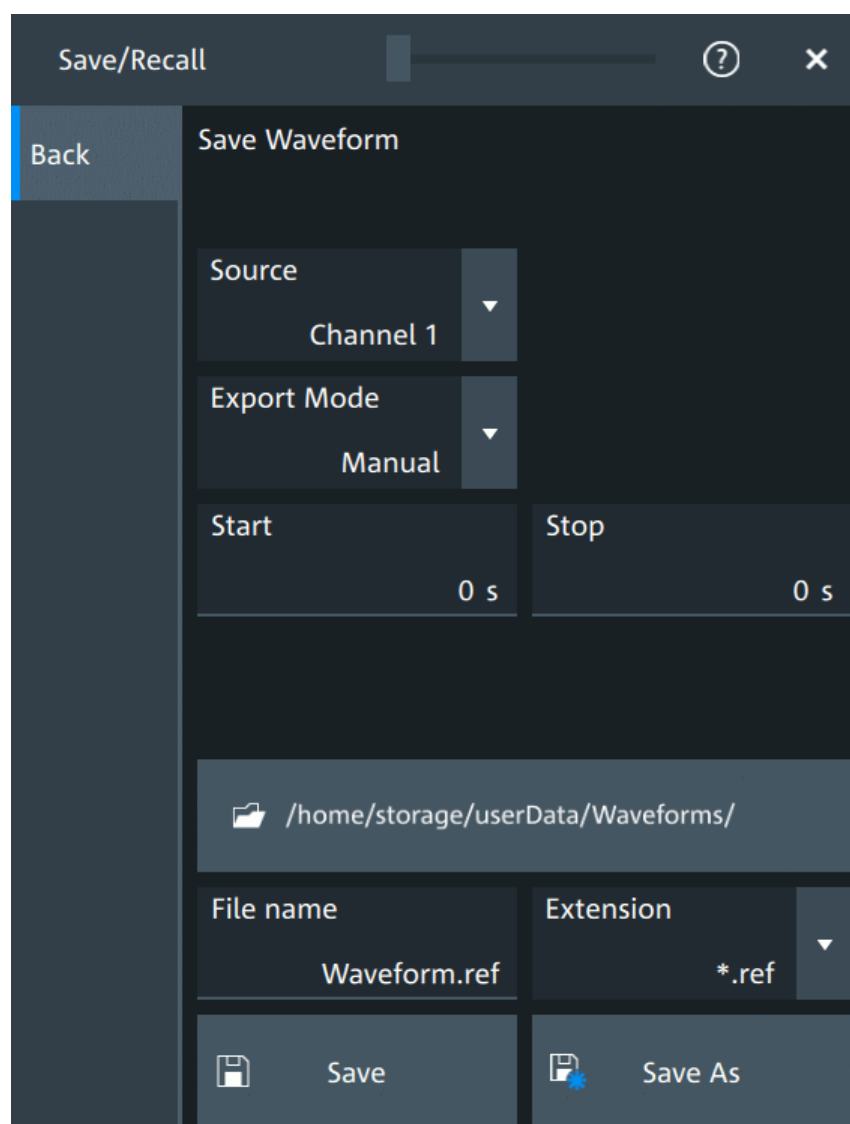 Save/Recall
?
Back
Save Waveform
Source
Channel 1
Export Mode
Manual
Start
0 s
Stop
0 s
/home/storage/userData/Waveforms/
File name
Waveform.ref
Extension
*.ref
Save
Save As